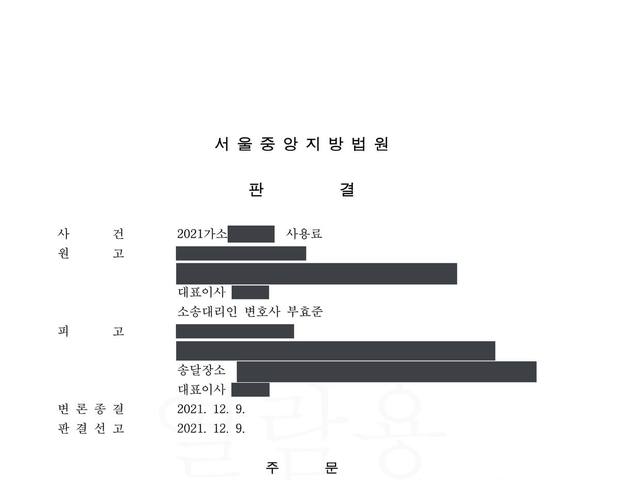 서울중앙지방법원
판 결
사 건 2021가소 사용료
원 고
대표이사
소송대리인 변호사 부효준
피 고
송달장소
대표이사
변론종결 2021. 12. 9.
판결선고 2021. 12. 9.
열람용
주 문